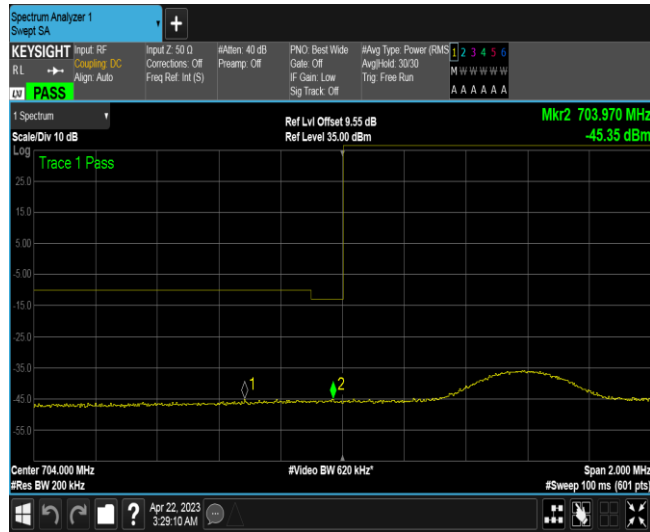 Spectrum Analyzer 1
Swept SA
KEYSIGHT Input: RF Input Z: 50 Ω #Atten: 40 dB PNO: Best Wide #Avg Type: Power (RMS 1 2 3 4 5 6
RL Coupling: DC Corrections: Off Preamp: Off Gate: Off Avg|Hold: 30/30 M W W W W W
Align: Auto Freq Ref: Int (S) IF Gain: Low Trig: Free Run
LXI PASS Sig Track: Off A A A A A A
1 Spectrum Ref Lvl Offset 9.55 dB Mkr2 703.970 MHz
Scale/Div 10 dB Ref Level 35.00 dBm -45.35 dBm
Log
Trace 1 Pass
25.0
15.0
5.00
-5.00
-15.0
-25.0
-35.0
1 2
-45.0
-55.0
Center 704.000 MHz #Video BW 620 kHz* Span 2.000 MHz
#Res BW 200 kHz #Sweep 100 ms (601 pts)
? Apr 22, 2023
3:29:10 AM